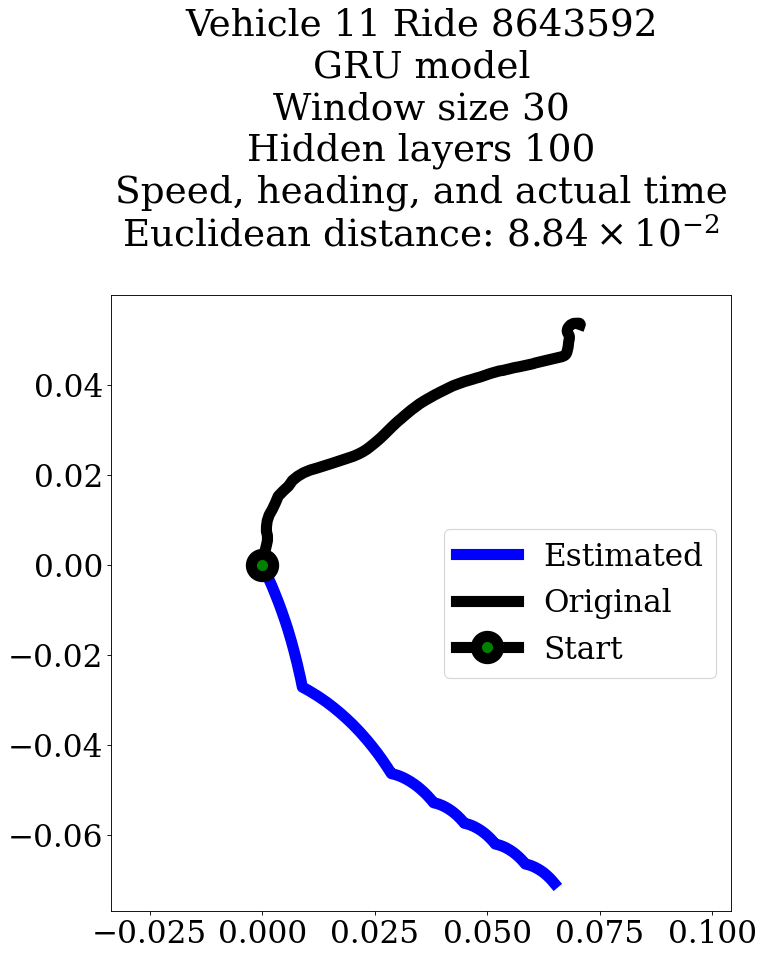 Vehicle 11 Ride 8643592
GRU model
Window size 30
Hidden layers 100
Speed, heading, and actual time
Euclidean distance: 8.84 × 10⁻²
0.04
0.02
0.00
−0.02
−0.04
−0.06
Estimated
Original
Start
−0.025 0.000 0.025 0.050 0.075 0.100